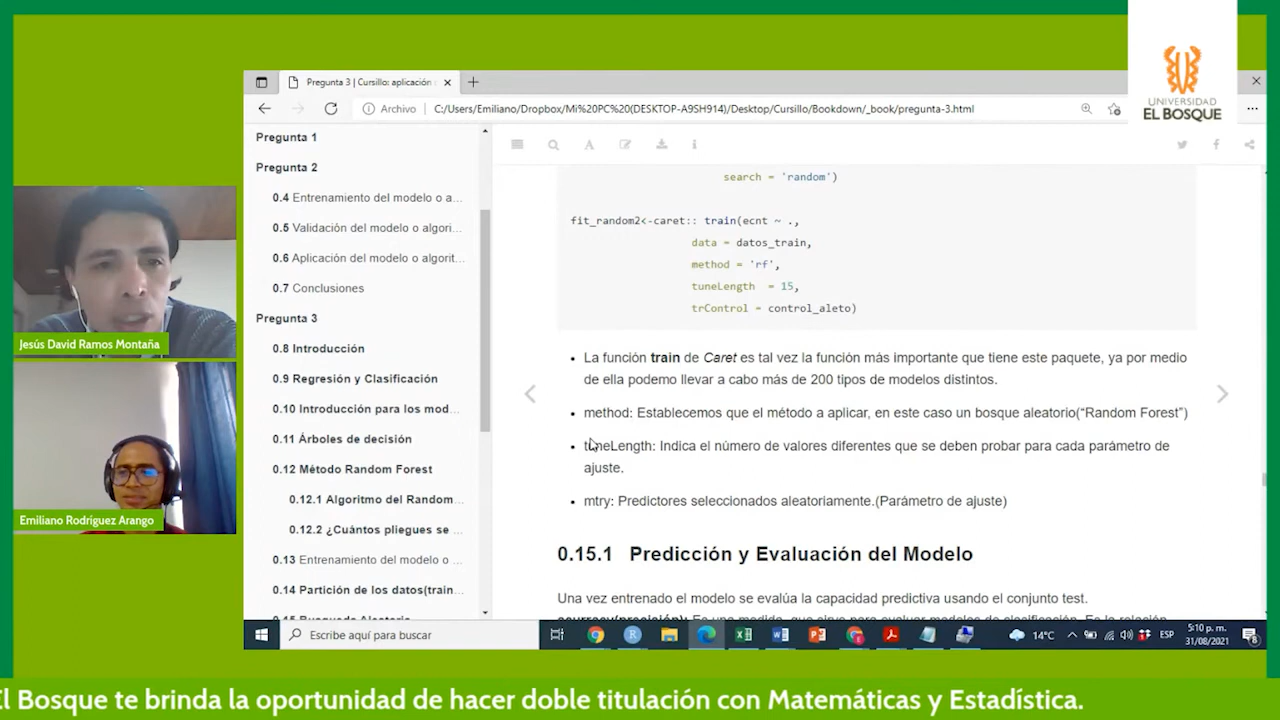 UNIVERSIDAD
EL BOSQUE
Pregunta 3 | Cursillo: aplicación
Archivo
C:/Users/Emiliano/Dropbox/Mi%20PC%20(DESKTOP-A9SH914)/Desktop/Cursillo/Bookdown/_book/pregunta-3.html
Pregunta 1
Pregunta 2
0.4 Entrenamiento del modelo o a...
0.5 Validación del modelo o algori...
0.6 Aplicación del modelo o algorit...
0.7 Conclusiones
Pregunta 3
0.8 Introducción
0.9 Regresión y Clasificación
0.10 Introducción para los mod...
0.11 Árboles de decisión
0.12 Método Random Forest
0.12.1 Algoritmo del Random...
0.12.2 ¿Cuántos pliegues se ...
0.13 Entrenamiento del modelo o ...
0.14 Partición de los datos(train...
search = 'random')
fit_random2<-caret:: train(ecnt ~ .,
data = datos_train,
method = 'rf',
tuneLength = 15,
trControl = control_aleto)
• La función train de Caret es tal vez la función más importante que tiene este paquete, ya por medio
de ella podemo llevar a cabo más de 200 tipos de modelos distintos.
• method: Establecemos que el método a aplicar, en este caso un bosque aleatorio(“Random Forest”)
• tuneLength: Indica el número de valores diferentes que se deben probar para cada parámetro de
ajuste.
• mtry: Predictores seleccionados aleatoriamente.(Parámetro de ajuste)
0.15.1 Predicción y Evaluación del Modelo
Una vez entrenado el modelo se evalúa la capacidad predictiva usando el conjunto test.
Jesús David Ramos Montaña
Emiliano Rodríguez Arango
Escribe aquí para buscar
14°C
ESP
5:10 p. m.
31/08/2021
El Bosque te brinda la oportunidad de hacer doble titulación con Matemáticas y Estadística.